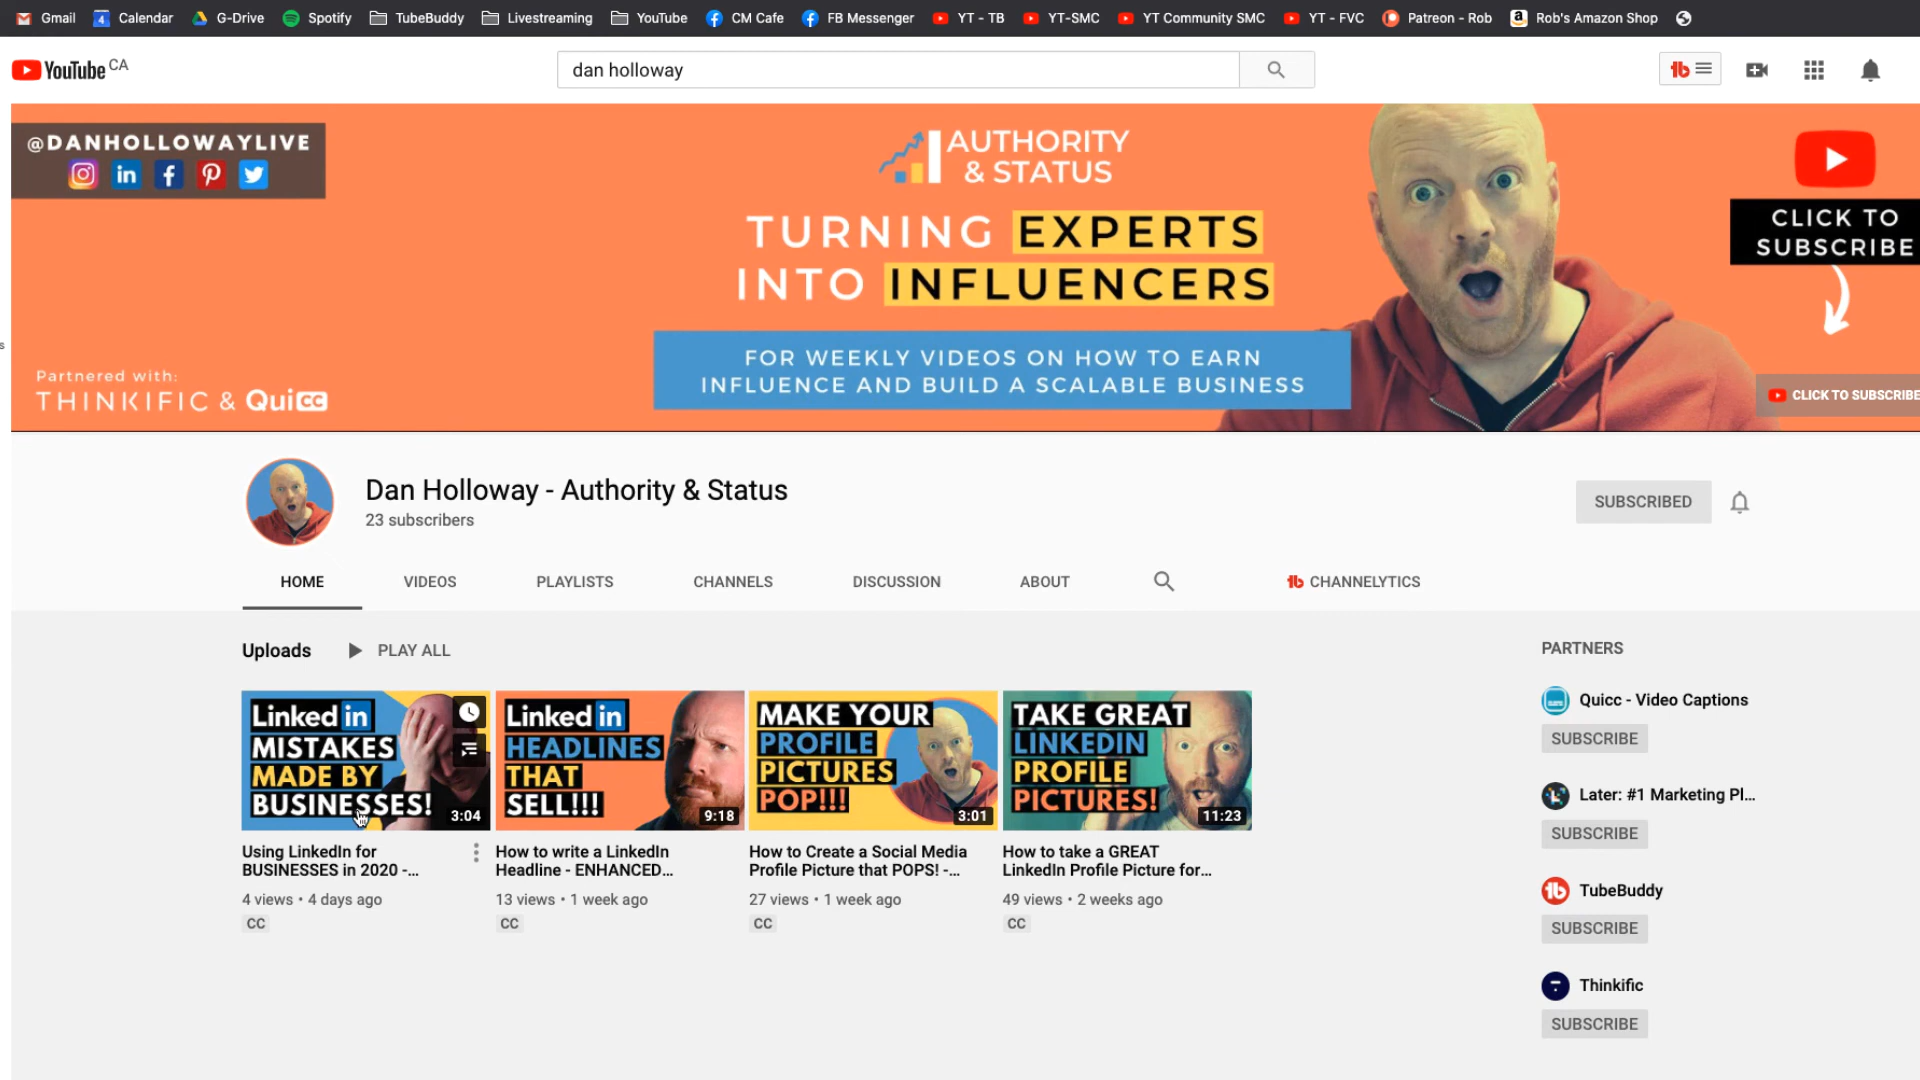 Gmail
4 Calendar
G-Drive
Spotify
TubeBuddy
Livestreaming
YouTube
CM Cafe
FB Messenger
YT - TB
YT-SMC
YT Community SMC
YT - FVC
Patreon - Rob
a Rob's Amazon Shop
YouTube CA
dan holloway
tb
@DANHOLLOWAYLIVE
in f
AUTHORITY
& STATUS
TURNING EXPERTS
INTO INFLUENCERS
FOR WEEKLY VIDEOS ON HOW TO EARN
INFLUENCE AND BUILD A SCALABLE BUSINESS
CLICK TO
SUBSCRIBE
Partnered with:
THINKIFIC & QuiCC
CLICK TO SUBSCRIBE
s
Dan Holloway - Authority & Status
23 subscribers
SUBSCRIBED
HOME
VIDEOS
PLAYLISTS
CHANNELS
DISCUSSION
ABOUT
tb CHANNELYTICS
Uploads
PLAY ALL
Linked in
MISTAKES
MADE BY
BUSINESSES!
3:04
Using LinkedIn for
BUSINESSES in 2020 -...
4 views • 4 days ago
CC
Linked in
HEADLINES
THAT
SELL!!!
9:18
How to write a LinkedIn
Headline - ENHANCED...
13 views • 1 week ago
CC
MAKE YOUR
PROFILE
PICTURES
POP!!!
3:01
How to Create a Social Media
Profile Picture that POPS! -...
27 views • 1 week ago
CC
TAKE GREAT
LINKEDIN
PROFILE
PICTURES!
11:23
How to take a GREAT
LinkedIn Profile Picture for...
49 views • 2 weeks ago
CC
PARTNERS
Quicc - Video Captions
SUBSCRIBE
Later: #1 Marketing Pl...
SUBSCRIBE
tb TubeBuddy
SUBSCRIBE
Thinkific
SUBSCRIBE